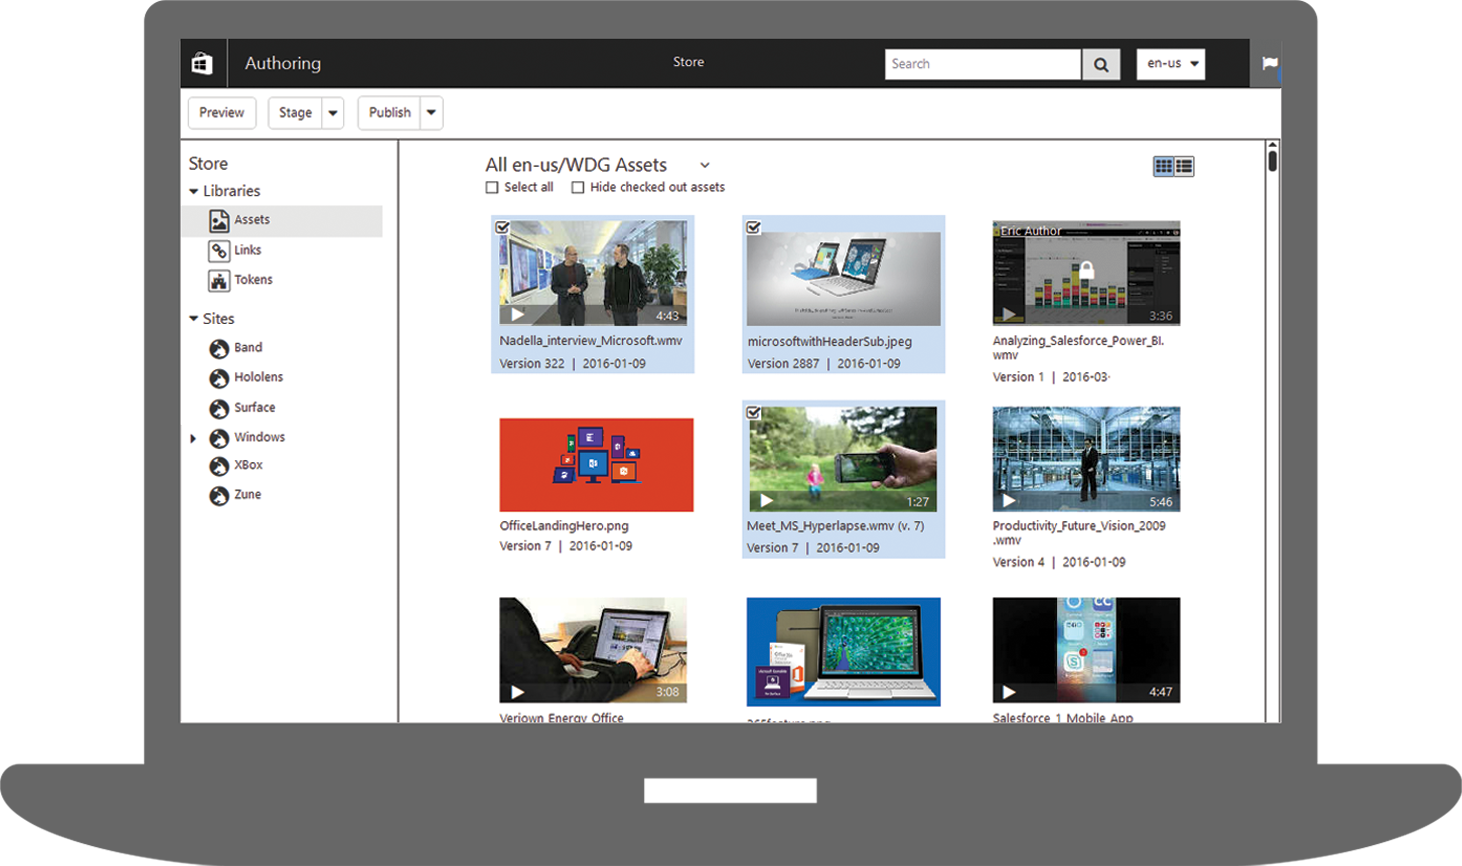 Authoring
Store
Search
en-us
Preview
Stage
Publish
Store
Libraries
Assets
Links
Tokens
Sites
Band
Hololens
Surface
Windows
XBox
Zune
All en-us/WDG Assets
Select all
Hide checked out assets
4:43
Nadella_interview_Microsoft.wmv
Version 322 | 2016-01-09
microsoftwithHeaderSub.jpeg
Version 2887 | 2016-01-09
Eric Author
3:36
Analyzing_Salesforce_Power_BI.
wmv
Version 1 | 2016-03-
OfficeLandingHero.png
Version 7 | 2016-01-09
1:27
Meet_MS_Hyperlapse.wmv (v. 7)
Version 7 | 2016-01-09
5:46
Productivity_Future_Vision_2009
.wmv
Version 4 | 2016-01-09
3:08
Veriown Energy Office
365feature.png
4:47
Salesforce 1 Mobile App